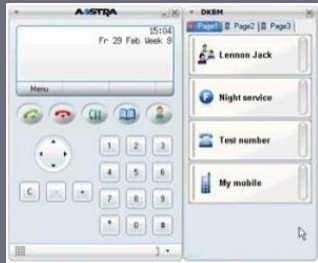 AASTRA
15:04
Fr 29 Feb Week 9
Menu
C - •
1 2 3
4 5 6
7 8 9
* 0 #
DKBM
Page1 Page2 Page3
Lennon Jack
Night service
Test number
My mobile